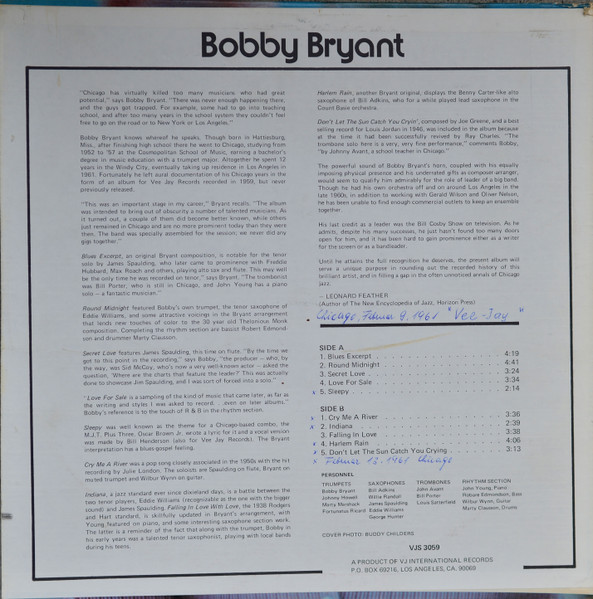 Bobby Bryant
"Chicago has virtually killed too many musicians who had great
potential," says Bobby Bryant. "There was never enough happening there,
and the guys got trapped. For example, some had to go into teaching
school, and after too many years in the school system they couldn't feel
free to go on the road or to New York or Los Angeles."
Bobby Bryant knows whereof he speaks. Though born in Hattiesburg,
Miss., after finishing high school there he went to Chicago, studying from
1952 to '57 at the Cosmopolitan School of Music, earning a bachelor's
degree in music education with a trumpet major. Altogether he spent 12
years in the Windy City, eventually taking up residence in Los Angeles in
1961. Fortunately he left aural documentation of his Chicago years in the
form of an album for Vee Jay Records recorded in 1959, but never
previously released.
"This was an important stage in my career," Bryant recalls. "The album
was intended to bring out of obscurity a number of talented musicians. As
it turned out, a couple of them did become better known, while others
just remained in Chicago and are no more prominent today than they were
then. The band was specially assembled for the session; we never did any
gigs together."
Blues Excerpt, an original Bryant composition, is notable for the tenor
solo by James Spaulding, who later came to prominence with Freddie
Hubbard, Max Roach and others, playing alto sax and flute. This may well
be the only time he was recorded on tenor," says Bryant. "The trombonist
was Bill Porter, who is still in Chicago, and John Young has a piano
solo — a fantastic musician."
Round Midnight featured Bobby's own trumpet, the tenor saxophone of
Eddie Williams, and some attractive voicings in the Bryant arrangement
that lends new touches of color to the 30 year old Thelonious Monk
composition. Completing the rhythm section are bassist Robert Edmond-
son and drummer Marty Clausson.
Secret Love features James Spaulding, this time on flute. "By the time we
got to this point in the recording," says Bobby, "the producer — who, by
the way, was Sid McCoy, who's now a very well-known actor — asked the
question, 'Where are the charts that feature the leader?' This was actually
done to showcase Jim Spaulding, and I was sort of forced into a solo."
"Love For Sale is a sampling of the kind of music that came later, as far as
the writing and styles I was asked to record. . .even on later albums."
Bobby's reference is to the touch of R & B in the rhythm section.
Sleepy was well known as the theme for a Chicago-based combo, the
M.J.T. Plus Three. Oscar Brown Jr. wrote a lyric for it and a vocal version
was made by Bill Henderson (also for Vee Jay Records). The Bryant
interpretation has a blues-gospel feeling.
Cry Me A River was a pop song closely associated in the 1950s with the hit
recording by Julie London. The soloists are Spaulding on flute, Bryant on
muted trumpet and Wilbur Wynn on guitar.
Indiana, a jazz standard ever since dixieland days, is a battle between the
two tenor players, Eddie Williams (recognizable as the one with the bigger
sound) and James Spaulding. Falling In Love With Love, the 1938 Rodgers
and Hart standard, is skillfully updated in Bryant's arrangement, with
Young featured on piano, and some interesting saxophone section work.
The latter is a reminder of the fact that along with the trumpet, Bobby in
his early years was a talented tenor saxophonist, playing with local bands
during his teens.
Harlem Rain, another Bryant original, displays the Benny Carter-like alto
saxophone of Bill Adkins, who for a while played lead saxophone in the
Count Basie orchestra.
Don't Let The Sun Catch You Cryin', composed by Joe Greene, and a best
selling record for Louis Jordan in 1946, was included in the album because
at the time it had been successfully revived by Ray Charles. "The
trombone solo here is a very, very fine performance," comments Bobby,
"by Johnny Avant, a school teacher in Chicago."
The powerful sound of Bobby Bryant's horn, coupled with his equally
imposing physical presence and his undenied gifts as composer-arranger,
would seem to qualify him admirably for the role of leader of a big band.
Though he had his own orchestra off and on around Los Angeles in the
late 1960s, in addition to working with Gerald Wilson and Oliver Nelson,
he has been unable to find enough commercial outlets to keep an ensemble
together.
His last credit as a leader was the Bill Cosby Show on television. As he
admits, despite his many successes, he just hasn't found too many doors
open for him, and it has been hard to gain prominence either as a writer
for the screen or as a bandleader.
Until he attains the full recognition he deserves, the present album will
serve a unique purpose in rounding out the recorded history of this
brilliant artist, and in filling a gap in the often unnoticed annals of Chicago
jazz.
— LEONARD FEATHER
(Author of The New Encyclopedia of Jazz, Horizon Press)
Chicago, Februar 9, 1961 "Vee-Jay"
SIDE A
1. Blues Excerpt 4:19
2. Round Midnight 4:41
3. Secret Love 3:24
4. Love For Sale 3:34
x 5. Sleepy 2:14
SIDE B
x 1. Cry Me A River 3:36
x 2. Indiana 2:39
3. Falling In Love 3:38
x 4. Harlem Rain 4:06
x 5. Don't Let The Sun Catch You Crying 3:13
x Februar 13, 1961 Chicago
PERSONNEL
TRUMPETS SAXOPHONES TROMBONES RHYTHM SECTION
Bobby Bryant Bill Adkins John Avant John Young, Piano
Johnny Howell Willie Randall Bill Porter Robert Edmondson, Bass
Marty Marshack James Spaulding Louis Satterfield Wilbur Wynn, Guitar
Fortunatus Ricard Eddie Williams Marty Clausson, Drums
George Hunter
COVER PHOTO: BUDDY CHILDERS
VJS 3059
A PRODUCT OF VJ INTERNATIONAL RECORDS
P.O. BOX 69216, LOS ANGELES, CA. 90069